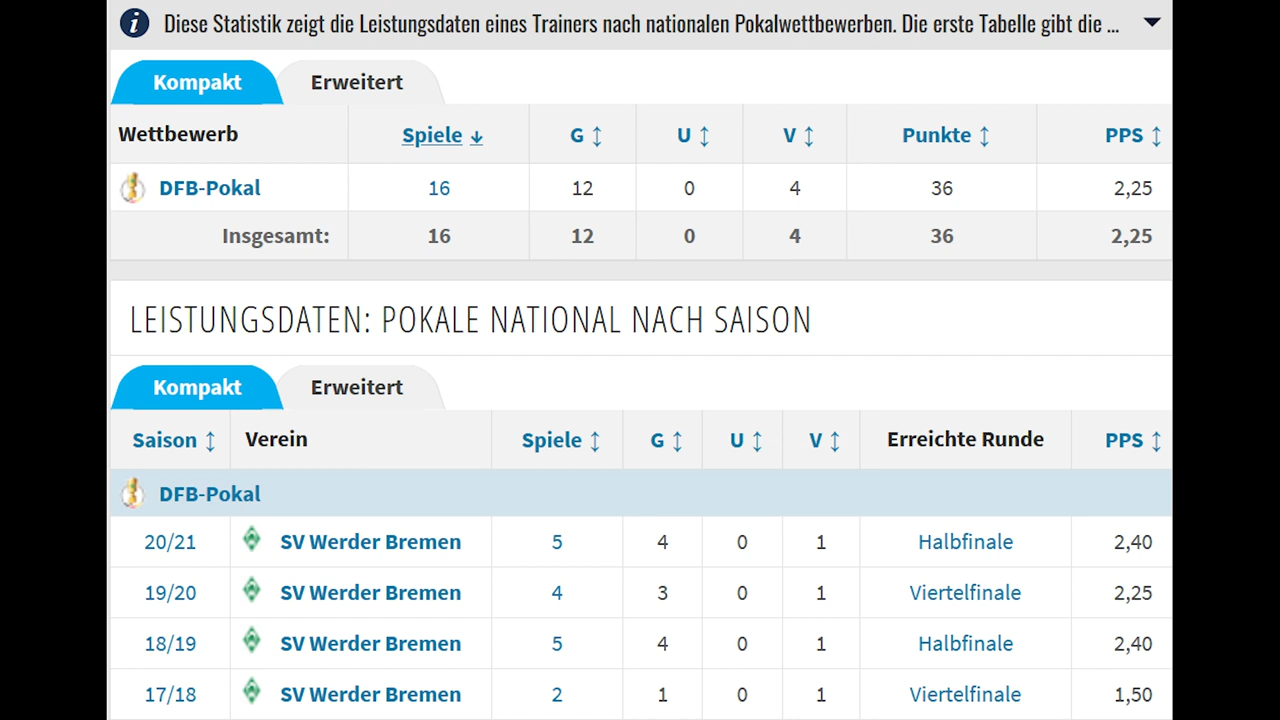 Diese Statistik zeigt die Leistungsdaten eines Trainers nach nationalen Pokalwettbewerben. Die erste Tabelle gibt die ...
Kompakt Erweitert
Wettbewerb Spiele G U V Punkte PPS
DFB-Pokal 16 12 0 4 36 2,25
Insgesamt: 16 12 0 4 36 2,25
LEISTUNGSDATEN: POKALE NATIONAL NACH SAISON
Kompakt Erweitert
Saison Verein Spiele G U V Erreichte Runde PPS
DFB-Pokal
20/21 SV Werder Bremen 5 4 0 1 Halbfinale 2,40
19/20 SV Werder Bremen 4 3 0 1 Viertelfinale 2,25
18/19 SV Werder Bremen 5 4 0 1 Halbfinale 2,40
17/18 SV Werder Bremen 2 1 0 1 Viertelfinale 1,50